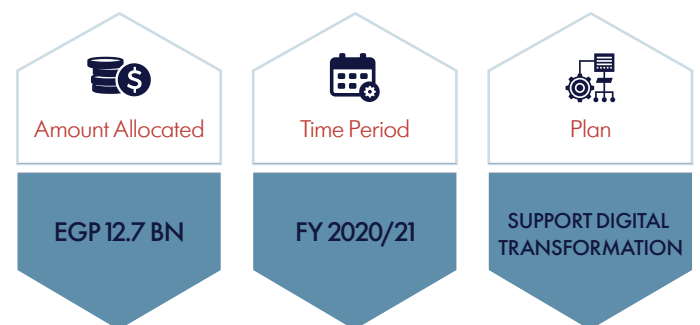 $
Amount Allocated
Time Period
Plan
EGP 12.7 BN
FY 2020/21
SUPPORT DIGITAL
TRANSFORMATION